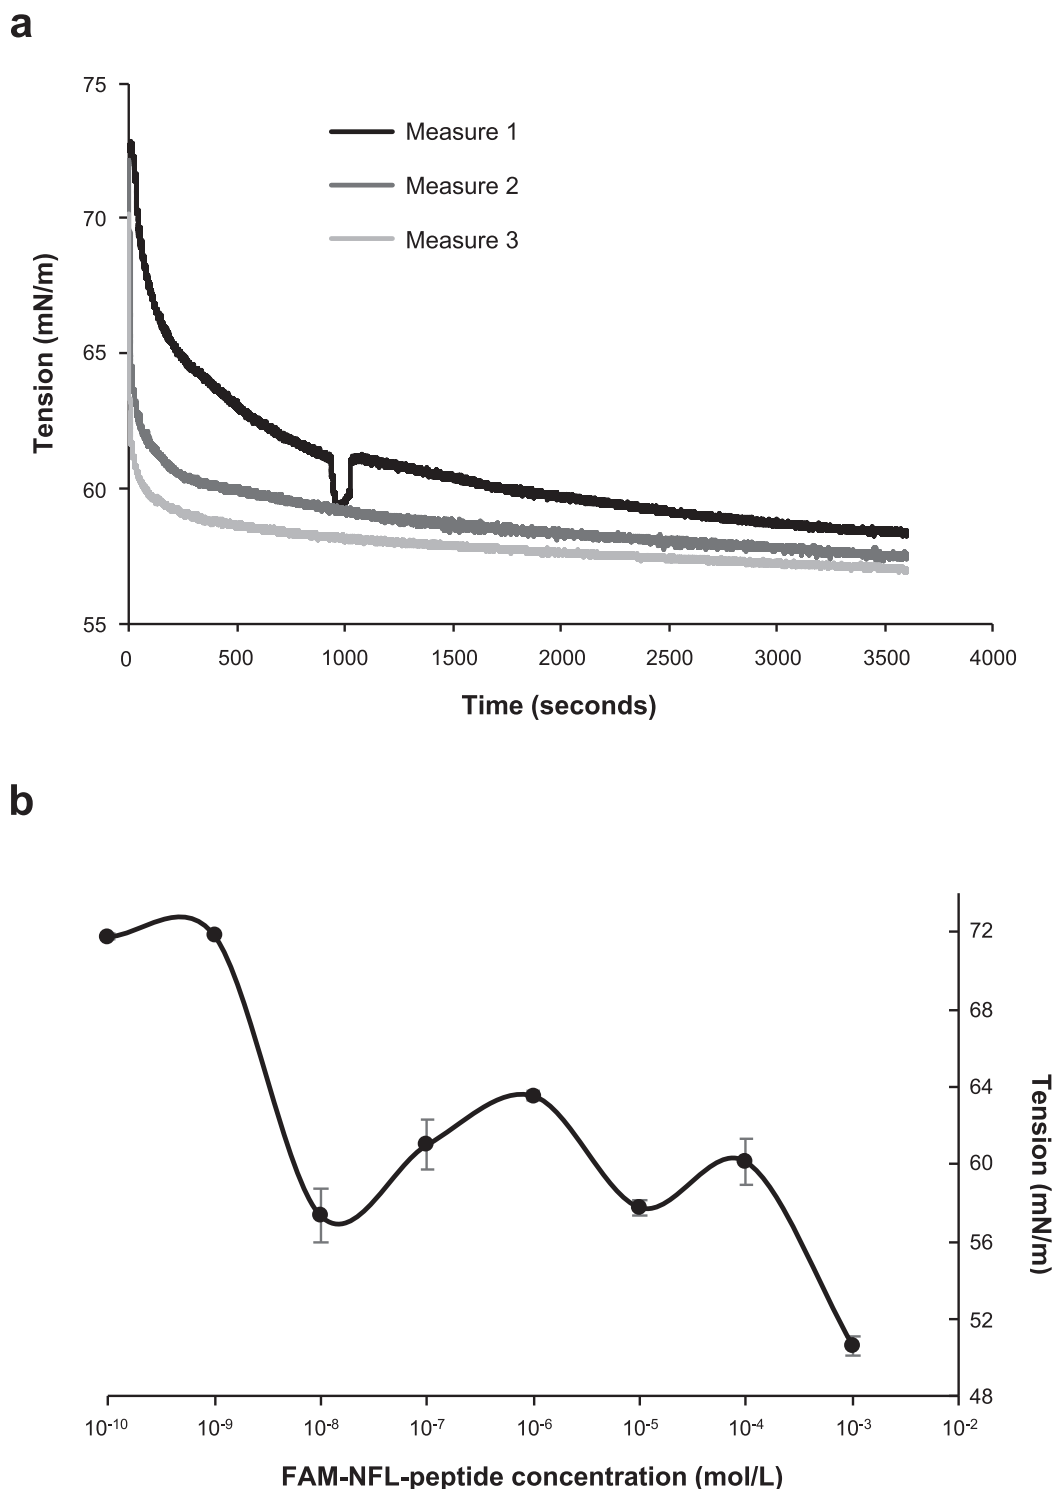 a
75
70
65
60
55
Tension (mN/m)
Measure 1
Measure 2
Measure 3
0 500 1000 1500 2000 2500 3000 3500 4000
Time (seconds)
b
72
68
64
60
56
52
48
Tension (mN/m)
10⁻¹⁰ 10⁻⁹ 10⁻⁸ 10⁻⁷ 10⁻⁶ 10⁻⁵ 10⁻⁴ 10⁻³ 10⁻²
FAM-NFL-peptide concentration (mol/L)